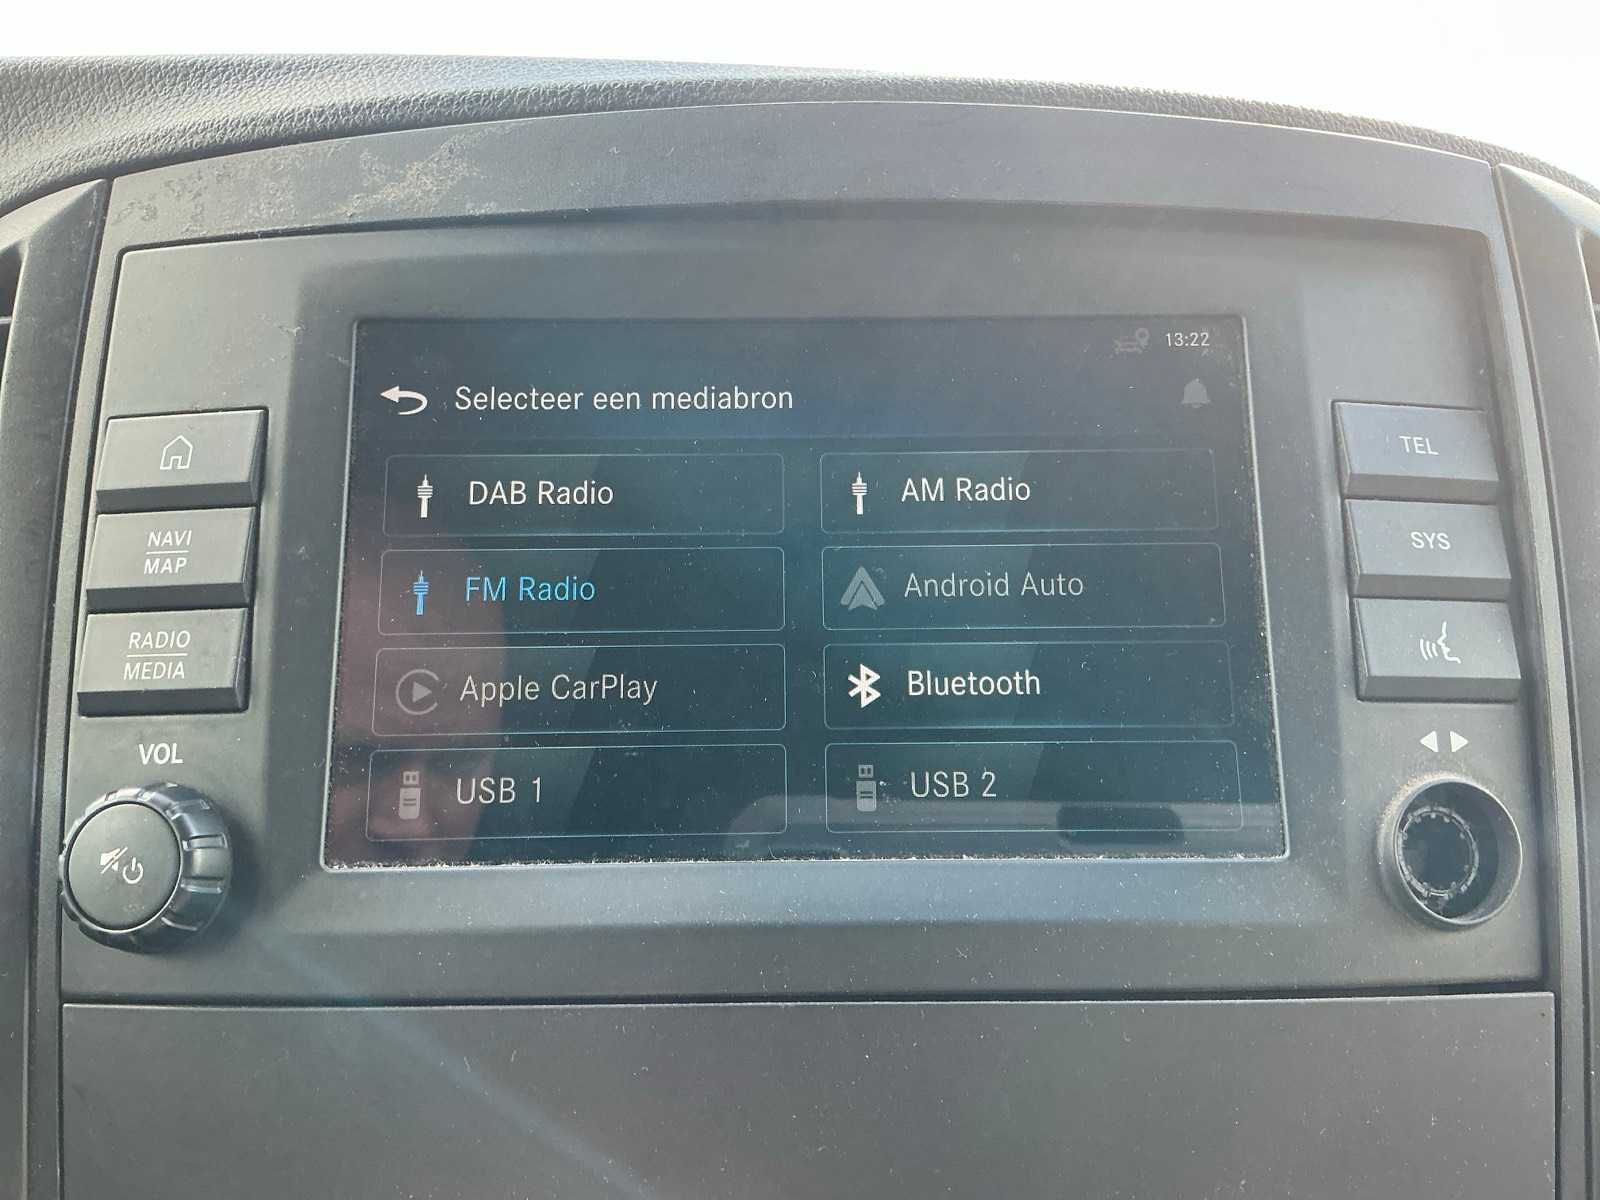 13:22
Selecteer een mediabron
DAB Radio
AM Radio
FM Radio
Android Auto
Apple CarPlay
Bluetooth
USB 1
USB 2
NAVI
MAP
RADIO
MEDIA
VOL
TEL
SYS